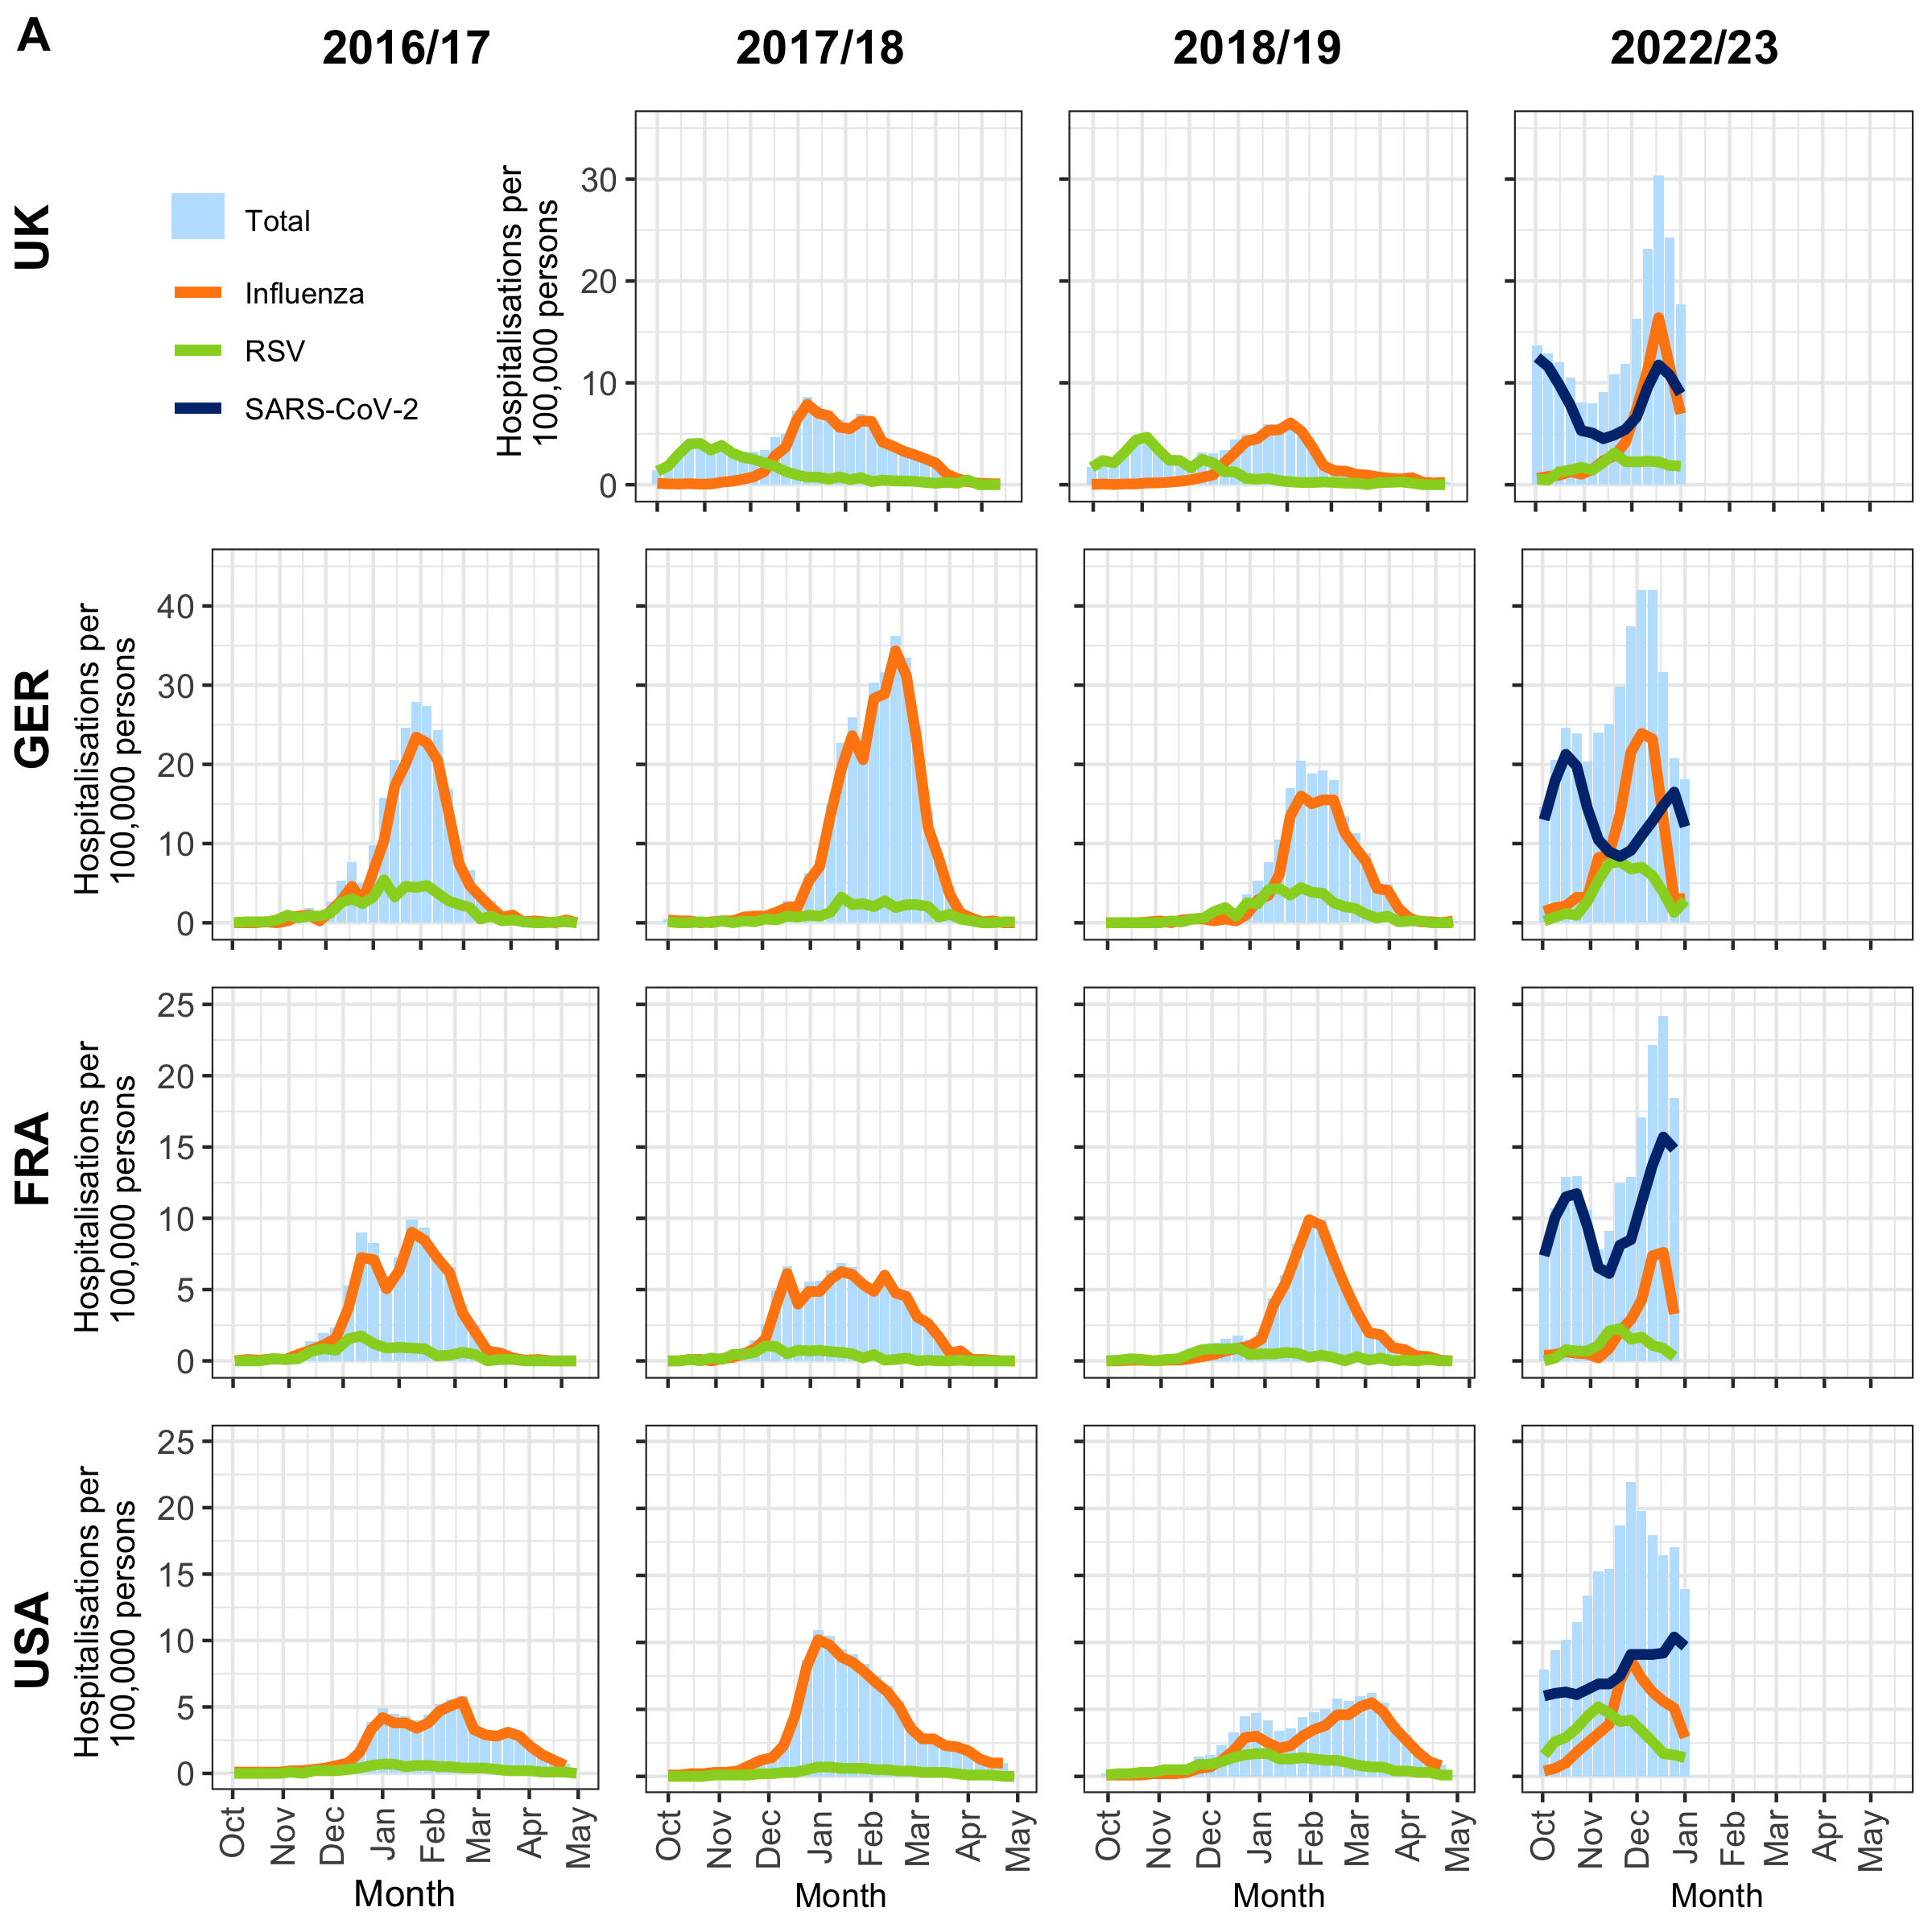 A
2016/17 2017/18 2018/19 2022/23
UK
Total
Influenza
RSV
SARS-CoV-2
Hospitalisations per
100,000 persons
30
20
10
0
GER
Hospitalisations per
100,000 persons
40
30
20
10
0
FRA
Hospitalisations per
100,000 persons
25
20
15
10
5
0
USA
Hospitalisations per
100,000 persons
25
20
15
10
5
0
Oct Nov Dec Jan Feb Mar Apr May
Month
Oct Nov Dec Jan Feb Mar Apr May
Month
Oct Nov Dec Jan Feb Mar Apr May
Month
Oct Nov Dec Jan Feb Mar Apr May
Month